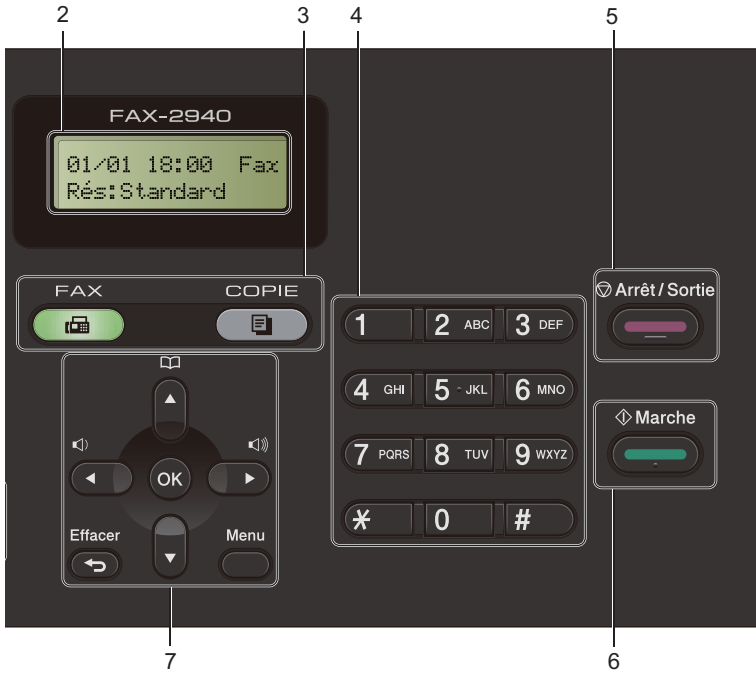 2 3 4 5
FAX-2940
01/01 18:00 Fax
Rés:Standard
FAX COPIE
Arrêt / Sortie
1 2 ABC 3 DEF
4 GHI 5 JKL 6 MNO
Marche
7 PQRS 8 TUV 9 WXYZ
* 0 #
OK
Effacer Menu
7 6